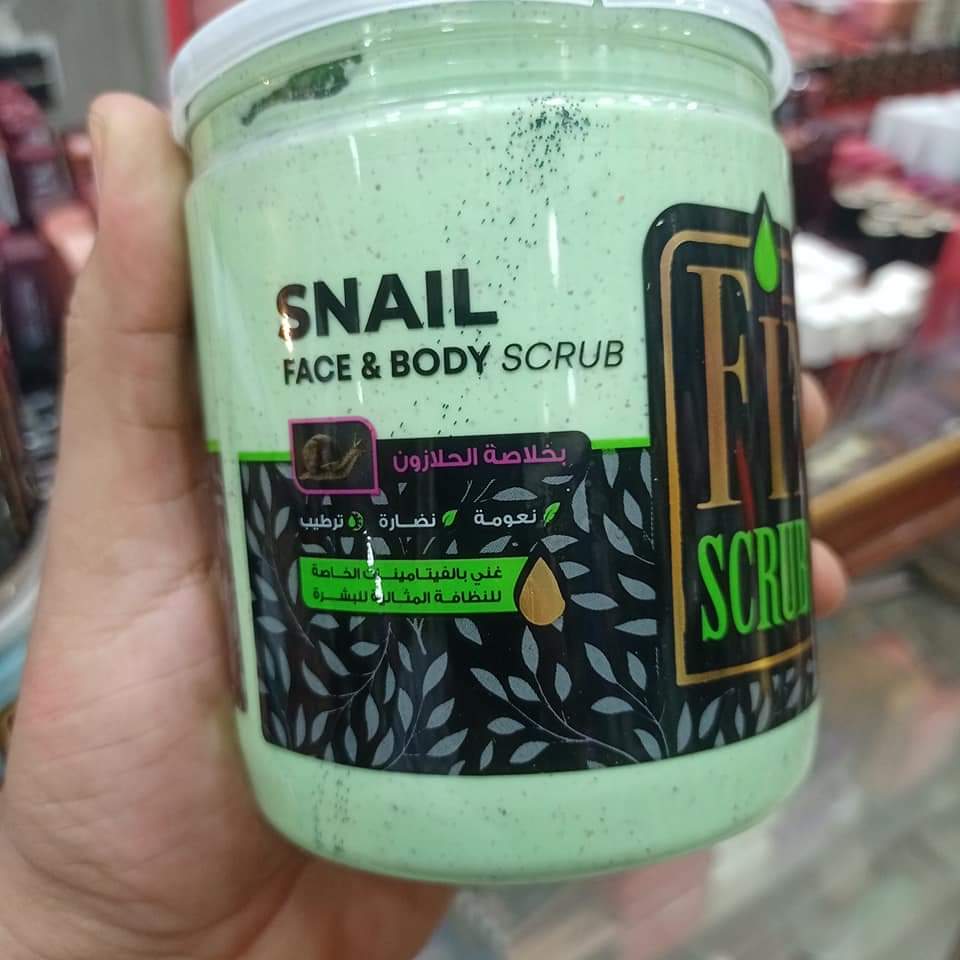 SNAIL
FACE & BODY SCRUB
بخلاصة الحلازون
نعومة نضارة ترطيب
غني بالفيتامينات الخاصة
للنظافة المثالية للبشرة
SCRUB